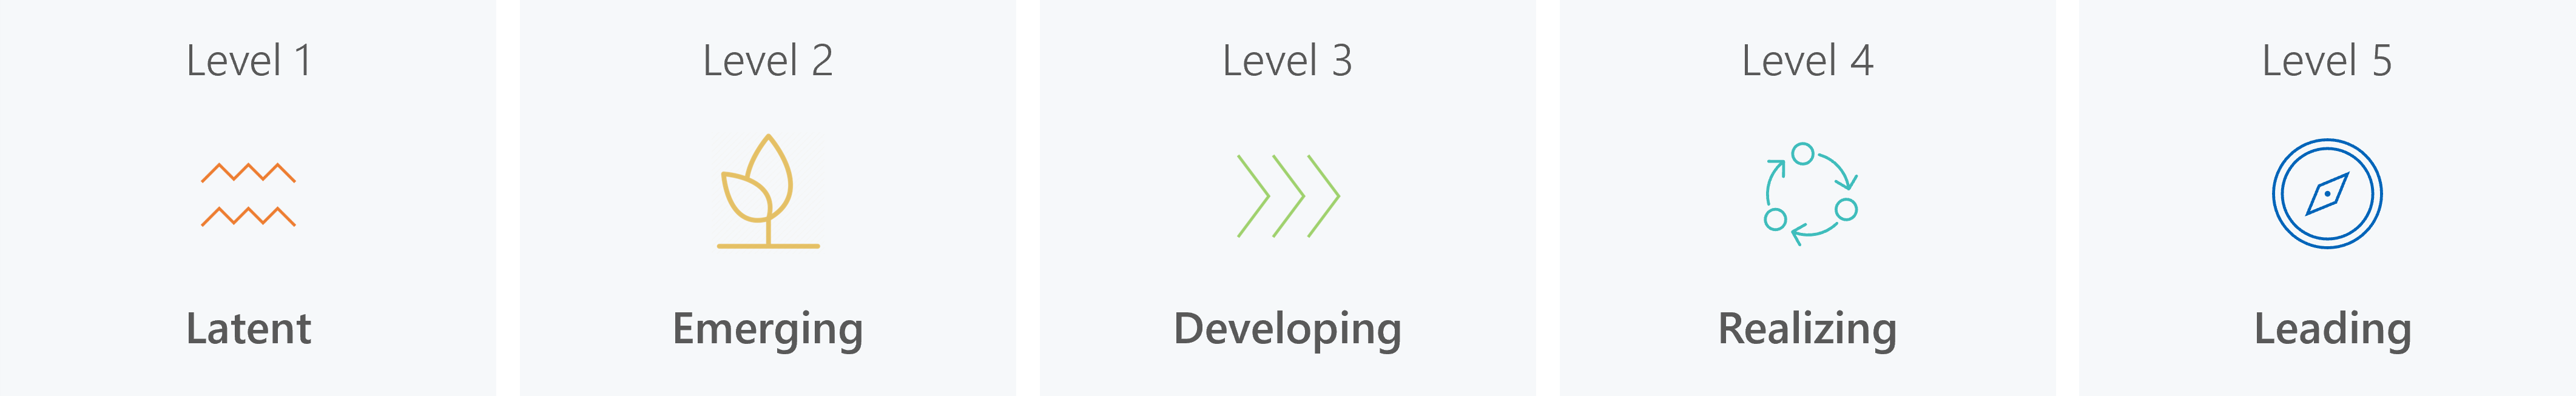 Level 1
Latent
Level 2
Emerging
Level 3
Developing
Level 4
Realizing
Level 5
Leading